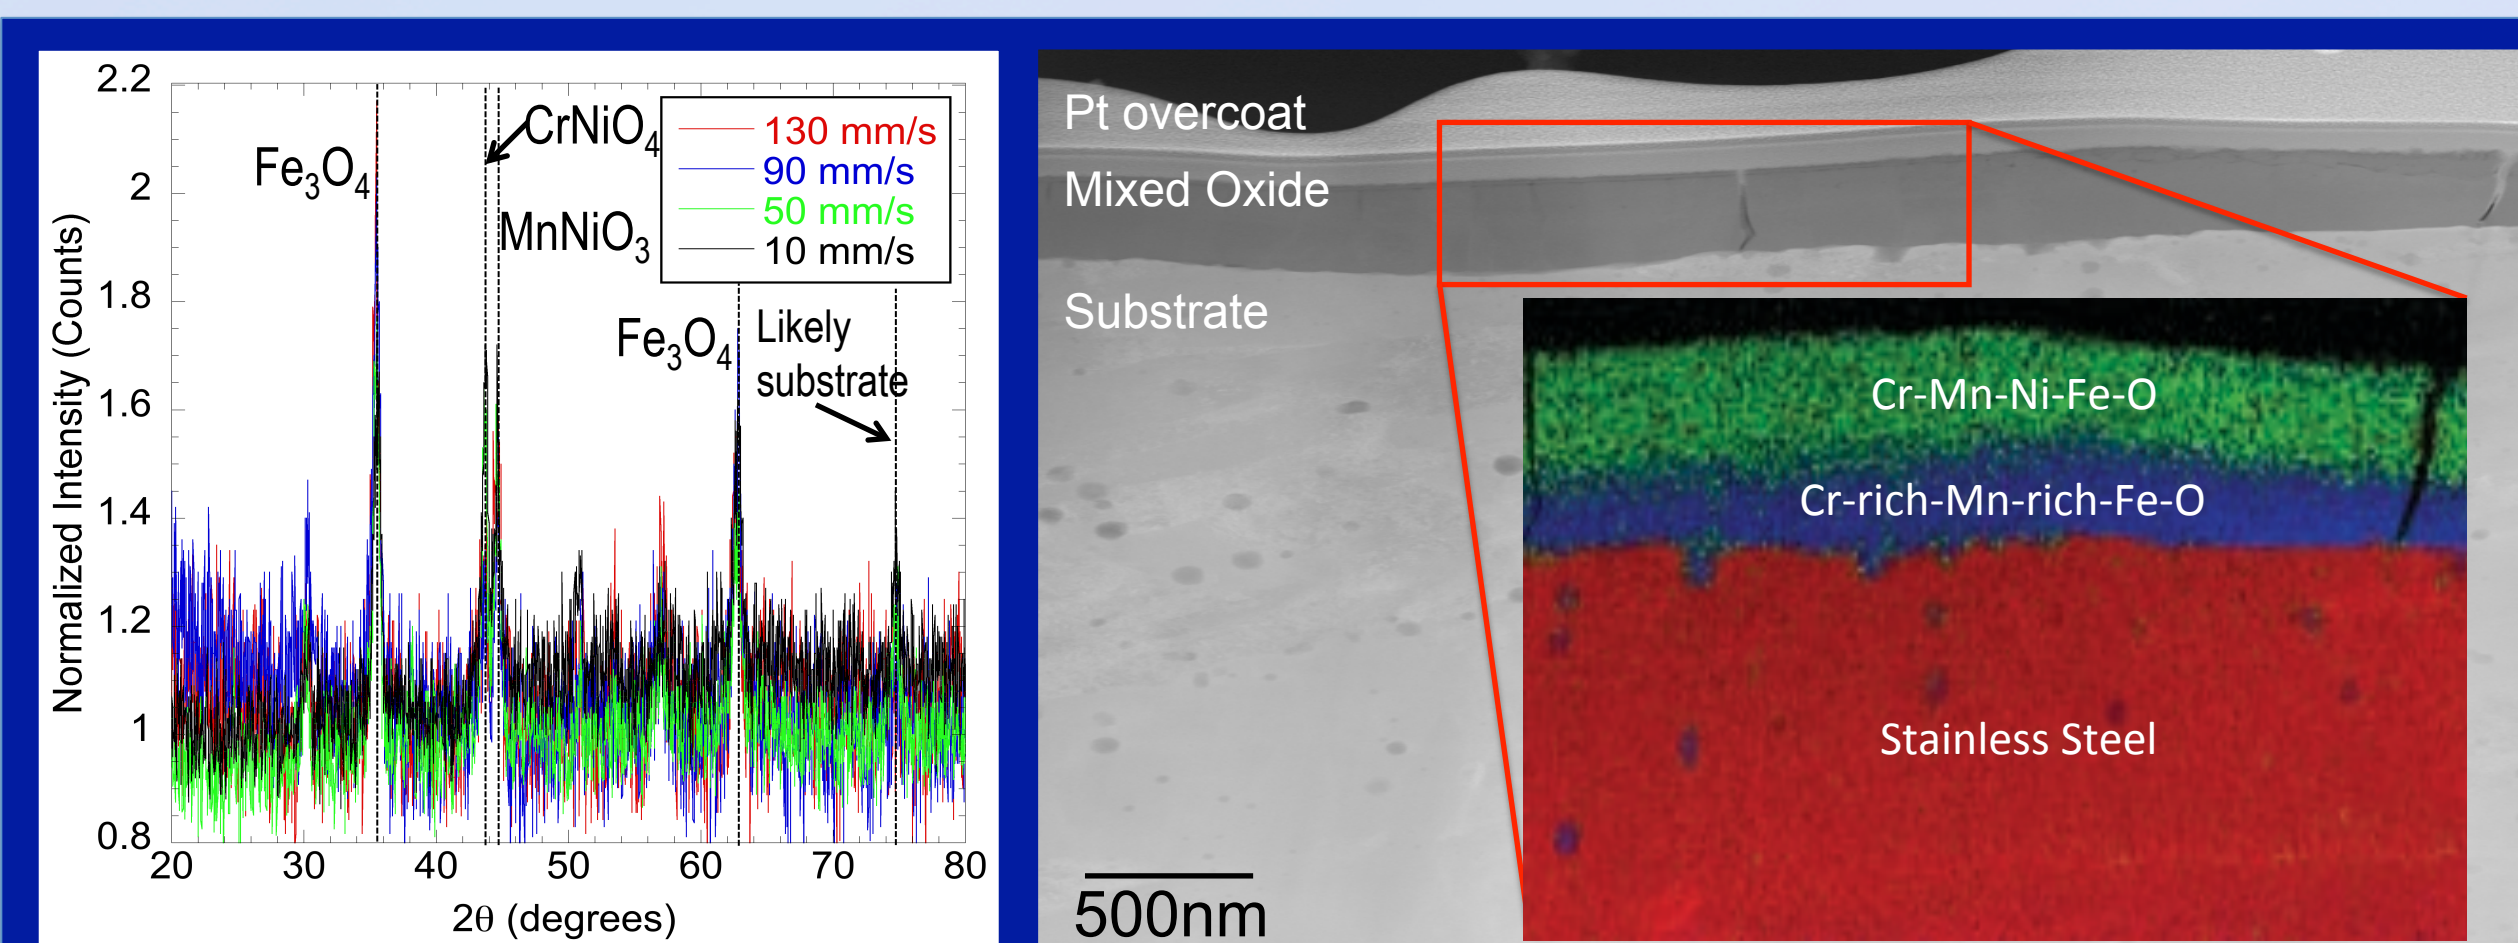 2.2
2
1.8
1.6
1.4
1.2
1
0.8
Normalized Intensity (Counts)
20 30 40 50 60 70 80
2θ (degrees)
Fe₃O₄
CrNiO₄
MnNiO₃
130 mm/s
90 mm/s
50 mm/s
10 mm/s
Fe₃O₄
Likely
substrate
Pt overcoat
Mixed Oxide
Substrate
500nm
Cr-Mn-Ni-Fe-O
Cr-rich-Mn-rich-Fe-O
Stainless Steel